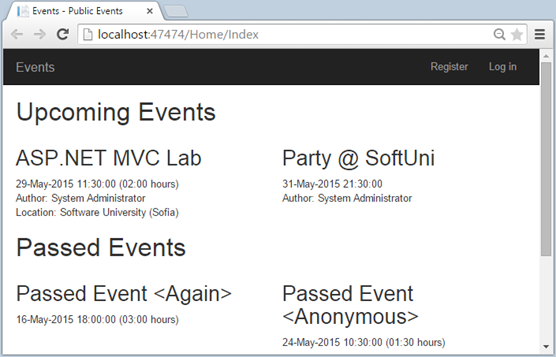 Events - Public Events
localhost:47474/Home/Index
Events
Register
Log in
Upcoming Events
ASP.NET MVC Lab
29-May-2015 11:30:00 (02:00 hours)
Author: System Administrator
Location: Software University (Sofia)
Party @ SoftUni
31-May-2015 21:30:00
Author: System Administrator
Passed Events
Passed Event <Again>
16-May-2015 18:00:00 (03:00 hours)
Passed Event
<Anonymous>
24-May-2015 10:30:00 (01:30 hours)